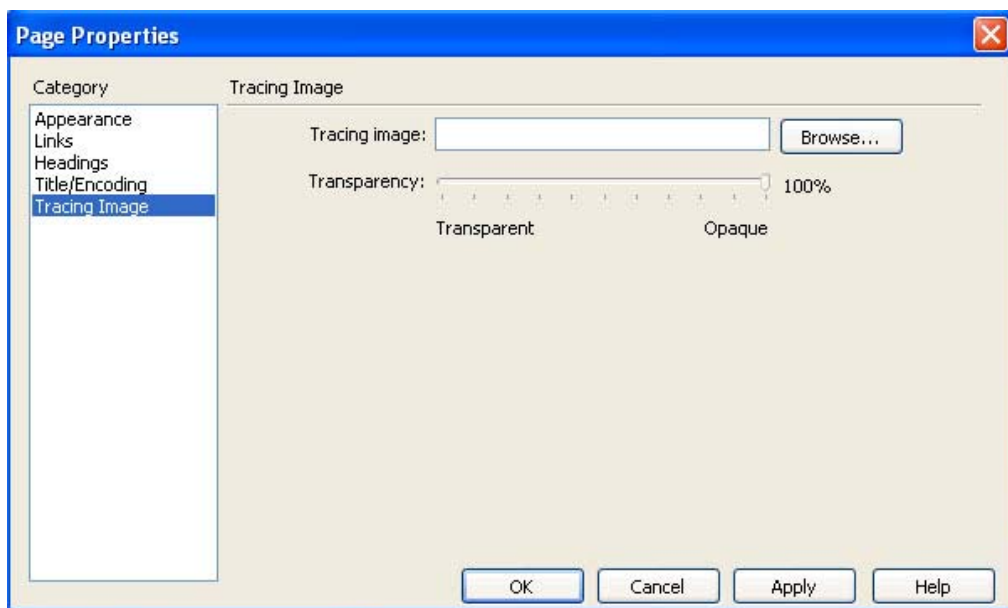 Page Properties
Category
Appearance
Links
Headings
Title/Encoding
Tracing Image
Tracing Image
Tracing image:
Browse...
Transparency:
100%
Transparent Opaque
OK Cancel Apply Help